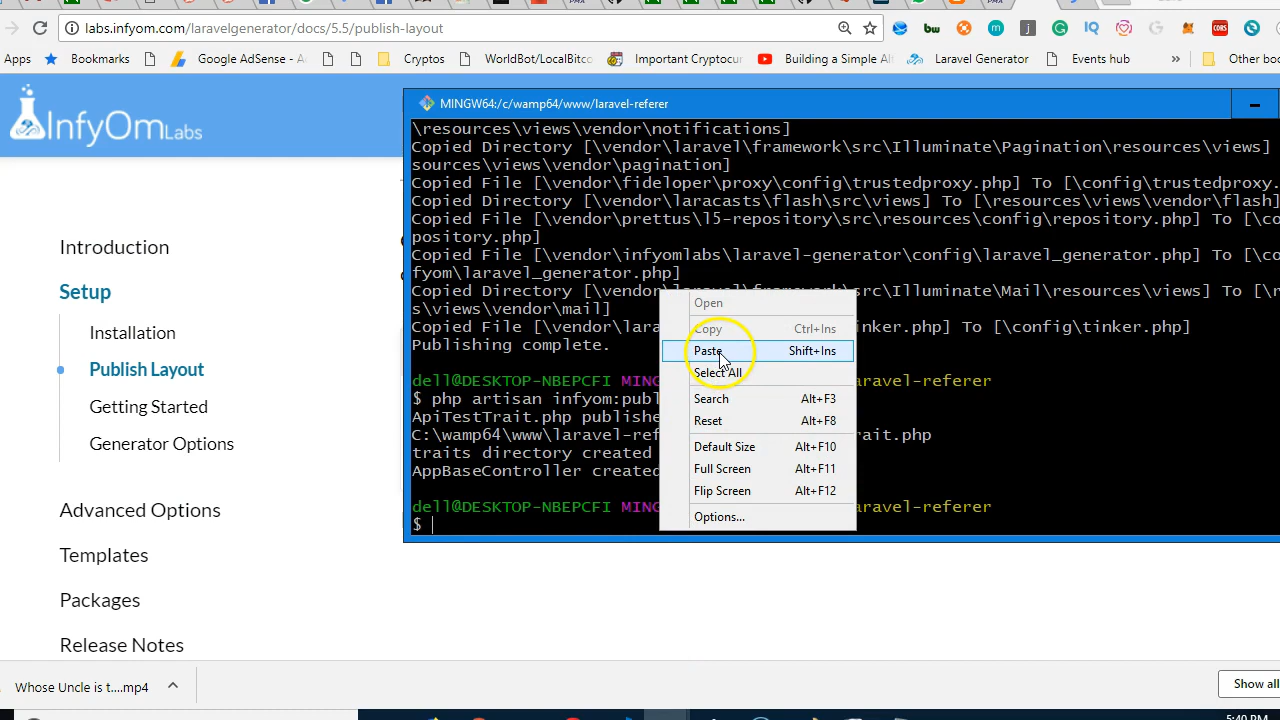 labs.infyom.com/laravelgenerator/docs/5.5/publish-layout
Apps Bookmarks Google AdSense - A Cryptos WorldBot/LocalBitco Important Cryptocur Building a Simple Al Laravel Generator Events hub » Other boo
InfyOmLabs
MINGW64:/c/wamp64/www/laravel-referer
\resources\views\vendor\notifications]
Copied Directory [\vendor\laravel\framework\src\Illuminate\Pagination\resources\views]
sources\views\vendor\pagination]
Copied File [\vendor\fideloper\proxy\config\trustedproxy.php] To [\config\trustedproxy.
Copied Directory [\vendor\laracasts\flash\src\views] To [\resources\views\vendor\flash]
Copied File [\vendor\prettus\l5-repository\src\resources\config\repository.php] To [\co
pository.php]
Copied File [\vendor\infyomlabs\laravel-generator\config\laravel_generator.php] To [\co
fyom\laravel_generator.php]
Copied Directory [\vendor\laravel\framework\src\Illuminate\Mail\resources\views] To [\r
s\views\vendor\mail]
Copied File [\vendor\lara inker.php] To [\config\tinker.php]
Publishing complete.
dell@DESKTOP-NBEPCFI MING aravel-referer
$ php artisan infyom:publ
ApiTestTrait.php publishe
C:\wamp64\www\laravel-ref rait.php
traits directory created
AppBaseController created
dell@DESKTOP-NBEPCFI MING aravel-referer
$
Open
Copy Ctrl+Ins
Paste Shift+Ins
Select All
Search Alt+F3
Reset Alt+F8
Default Size Alt+F10
Full Screen Alt+F11
Flip Screen Alt+F12
Options...
Introduction
Setup
Installation
Publish Layout
Getting Started
Generator Options
Advanced Options
Templates
Packages
Release Notes
Whose Uncle is t....mp4
Show all
5:40 PM